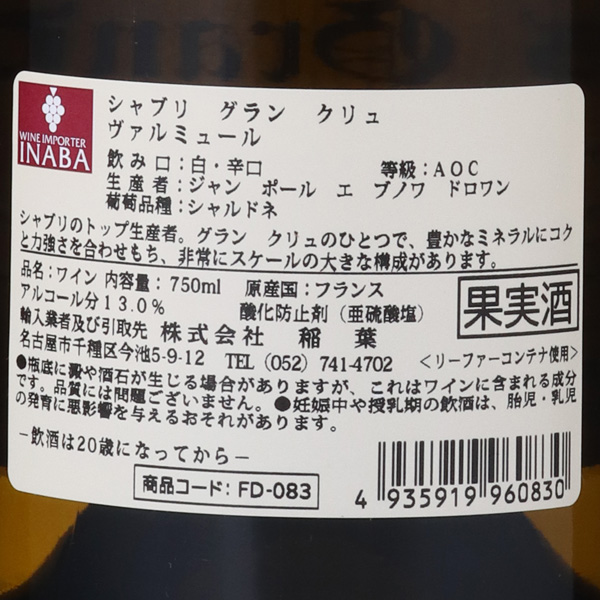 WINE IMPORTER
INABA
シャブリ グラン クリュ
ヴァルミュール
飲み口:白・辛口 等級:AOC
生産者:ジャン ポール エ ブノワ ドロワン
葡萄品種:シャルドネ
シャブリのトップ生産者。グラン クリュのひとつで、豊かなミネラルにコク
と力強さを合わせもち、非常にスケールの大きな構成があります。
品名:ワイン 内容量:750ml 原産国:フランス
アルコール分13.0% 酸化防止剤(亜硫酸塩)
果実酒
輸入業者及び引取先 株式会社 稲葉
名古屋市千種区今池5-9-12 TEL(052)741-4702 <リーファーコンテナ使用>
●瓶底に澱や酒石が生じる場合がありますが、これはワインに含まれる成分
です。品質には問題ございません。●妊娠中や授乳期の飲酒は、胎児・乳児
の発育に悪影響を与えるおそれがあります。
－飲酒は20歳になってから－
商品コード:FD-083
4 935919 960830